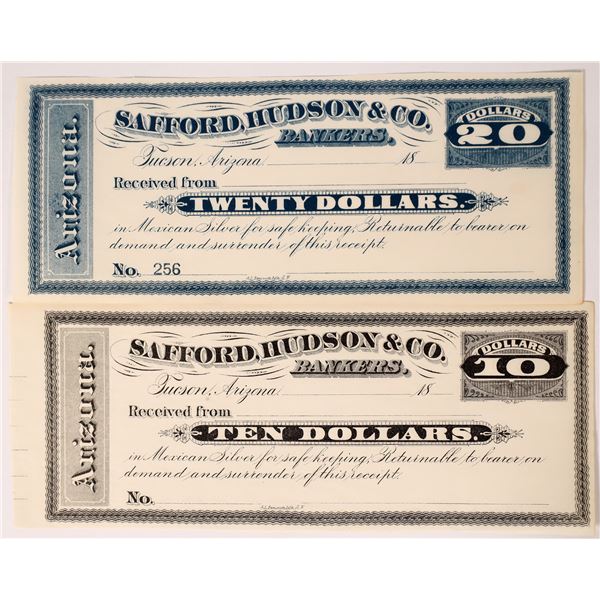 Arizona.
SAFFORD, HUDSON & CO.
BANKERS,
DOLLARS
20
Tucson, Arizona 18
Received from
TWENTY DOLLARS.
in Mexican Silver for safe keeping, Returnable to bearer, on
demand and surrender of this receipt.
No. 256
Arizona.
SAFFORD, HUDSON & CO.
BANKERS,
DOLLARS
10
Tucson, Arizona 18
Received from
TEN DOLLARS.
in Mexican Silver for safe keeping, Returnable to bearer, on
demand and surrender of this receipt.
No.